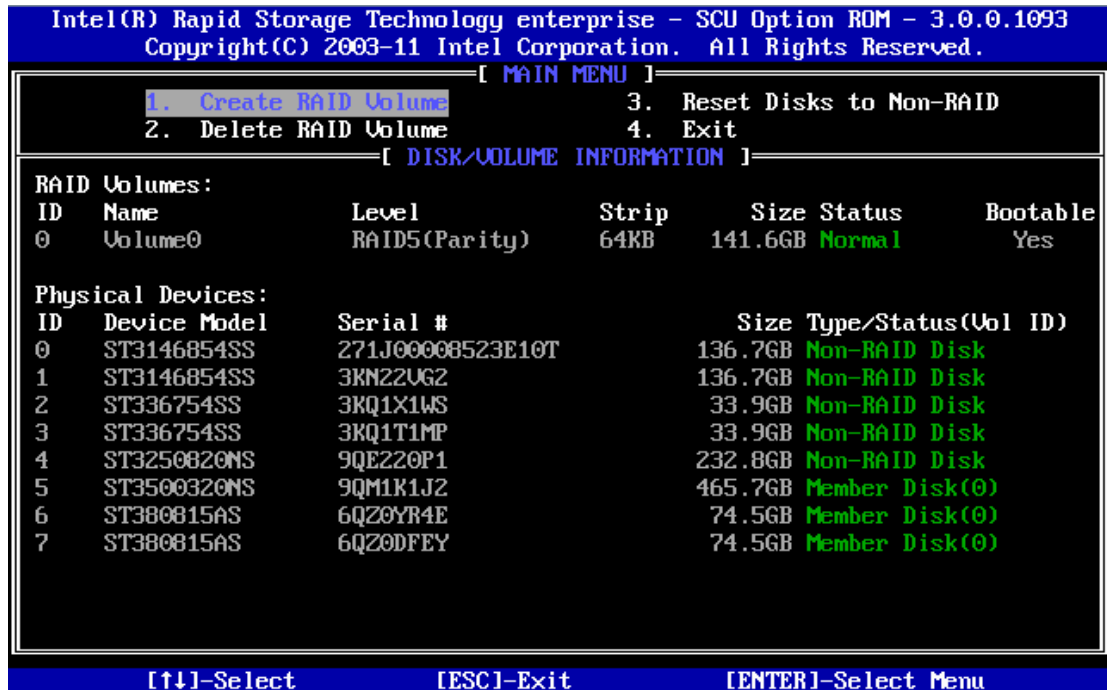 Intel(R) Rapid Storage Technology enterprise - SCU Option ROM - 3.0.0.1093
Copyright(C) 2003-11 Intel Corporation. All Rights Reserved.
[ MAIN MENU ]
1. Create RAID Volume 3. Reset Disks to Non-RAID
2. Delete RAID Volume 4. Exit
[ DISK/VOLUME INFORMATION ]
RAID Volumes:
ID Name Level Strip Size Status Bootable
0 Volume0 RAID5(Parity) 64KB 141.6GB Normal Yes
Physical Devices:
ID Device Model Serial # Size Type/Status(Vol ID)
0 ST3146854SS 271J00008523E10T 136.7GB Non-RAID Disk
1 ST3146854SS 3KN22VG2 136.7GB Non-RAID Disk
2 ST336754SS 3KQ1X1WS 33.9GB Non-RAID Disk
3 ST336754SS 3KQ1T1MP 33.9GB Non-RAID Disk
4 ST3250820NS 9QE220P1 232.8GB Non-RAID Disk
5 ST3500320NS 9QM1K1J2 465.7GB Member Disk(0)
6 ST380815AS 6QZ0YR4E 74.5GB Member Disk(0)
7 ST380815AS 6QZ0DFEY 74.5GB Member Disk(0)
[↑↓]-Select [ESC]-Exit [ENTER]-Select Menu